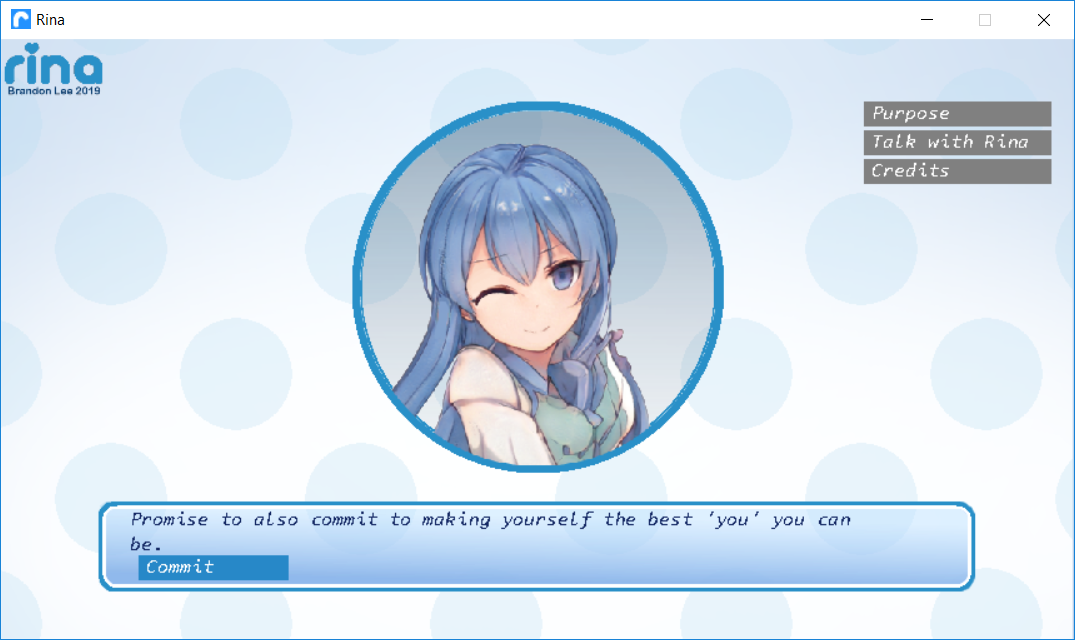 Rina
rina
Brandon Lee 2019
Purpose
Talk with Rina
Credits
Promise to also commit to making yourself the best 'you' you can
be.
Commit